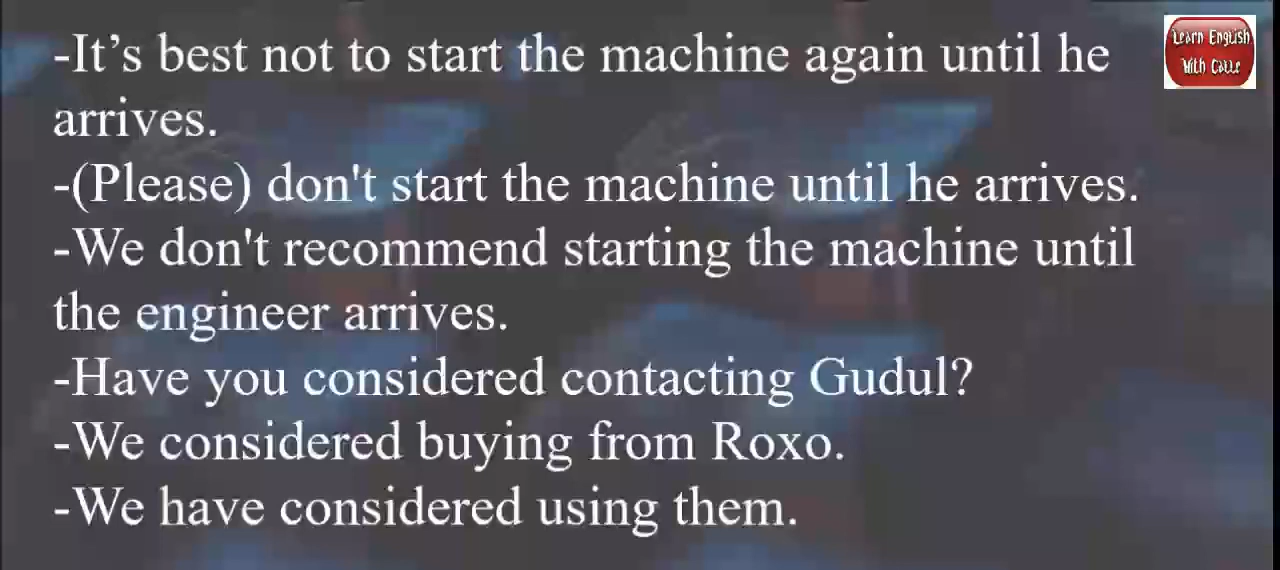 -It’s best not to start the machine again until he
arrives.
-(Please) don't start the machine until he arrives.
-We don't recommend starting the machine until
the engineer arrives.
-Have you considered contacting Gudul?
-We considered buying from Roxo.
-We have considered using them.
Learn English
With Calls